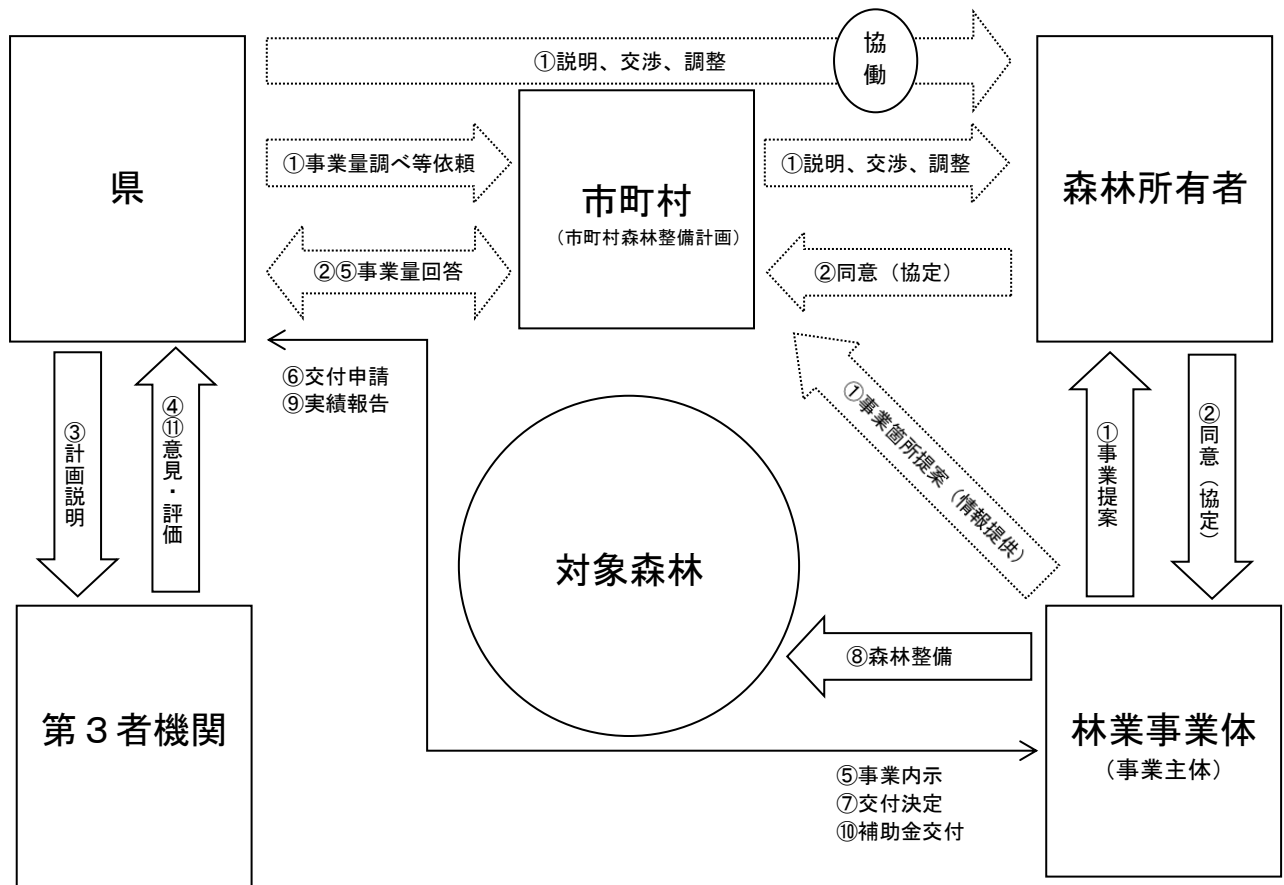 協
働
①説明、交渉、調整
県
①事業量調べ等依頼
市町村
（市町村森林整備計画）
①説明、交渉、調整
森林所有者
②⑤事業量回答
②同意（協定）
⑥交付申請
⑨実績報告
③計画説明
④
⑪意見・評価
①事業箇所提案（情報提供）
①事業提案
②同意（協定）
対象森林
⑧森林整備
第３者機関
林業事業体
（事業主体）
⑤事業内示
⑦交付決定
⑩補助金交付